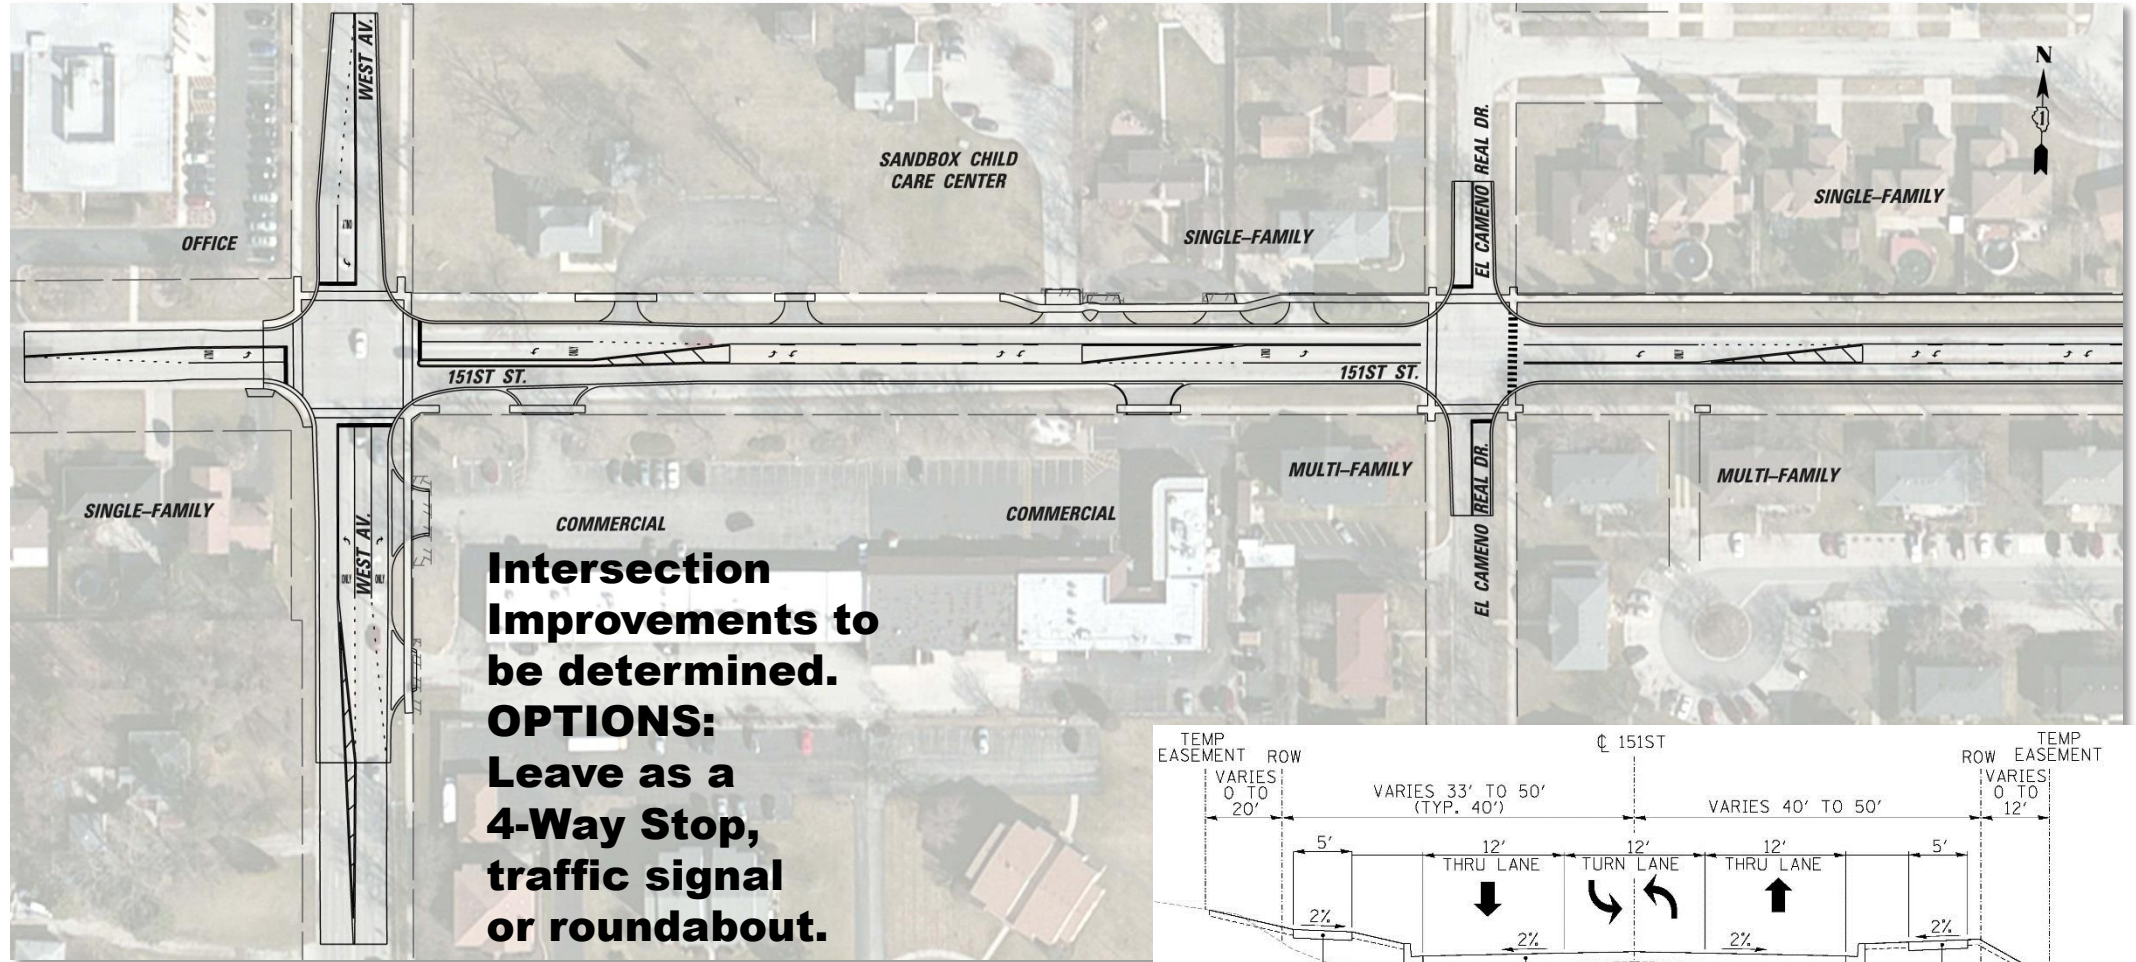 WEST AV.
N
1
EL CAMENO REAL DR.
SANDBOX CHILD
CARE CENTER
SINGLE-FAMILY
OFFICE
ONLY
SINGLE-FAMILY
ONLY
ONLY
ONLY
ONLY
151ST ST.
151ST ST.
MULTI-FAMILY
MULTI-FAMILY
SINGLE-FAMILY
COMMERCIAL
COMMERCIAL
WEST AV.
ONLY
ONLY
EL CAMENO REAL DR.
Intersection
Improvements to
be determined.
OPTIONS:
Leave as a
4-Way Stop,
traffic signal
or roundabout.
TEMP
EASEMENT
ROW
℄ 151ST
ROW
TEMP
EASEMENT
VARIES
0 TO
20'
VARIES 33' TO 50'
(TYP. 40')
VARIES 40' TO 50'
VARIES
0 TO
12'
5'
12'
12'
12'
5'
THRU LANE
TURN LANE
THRU LANE
2%
2%
2%
2%